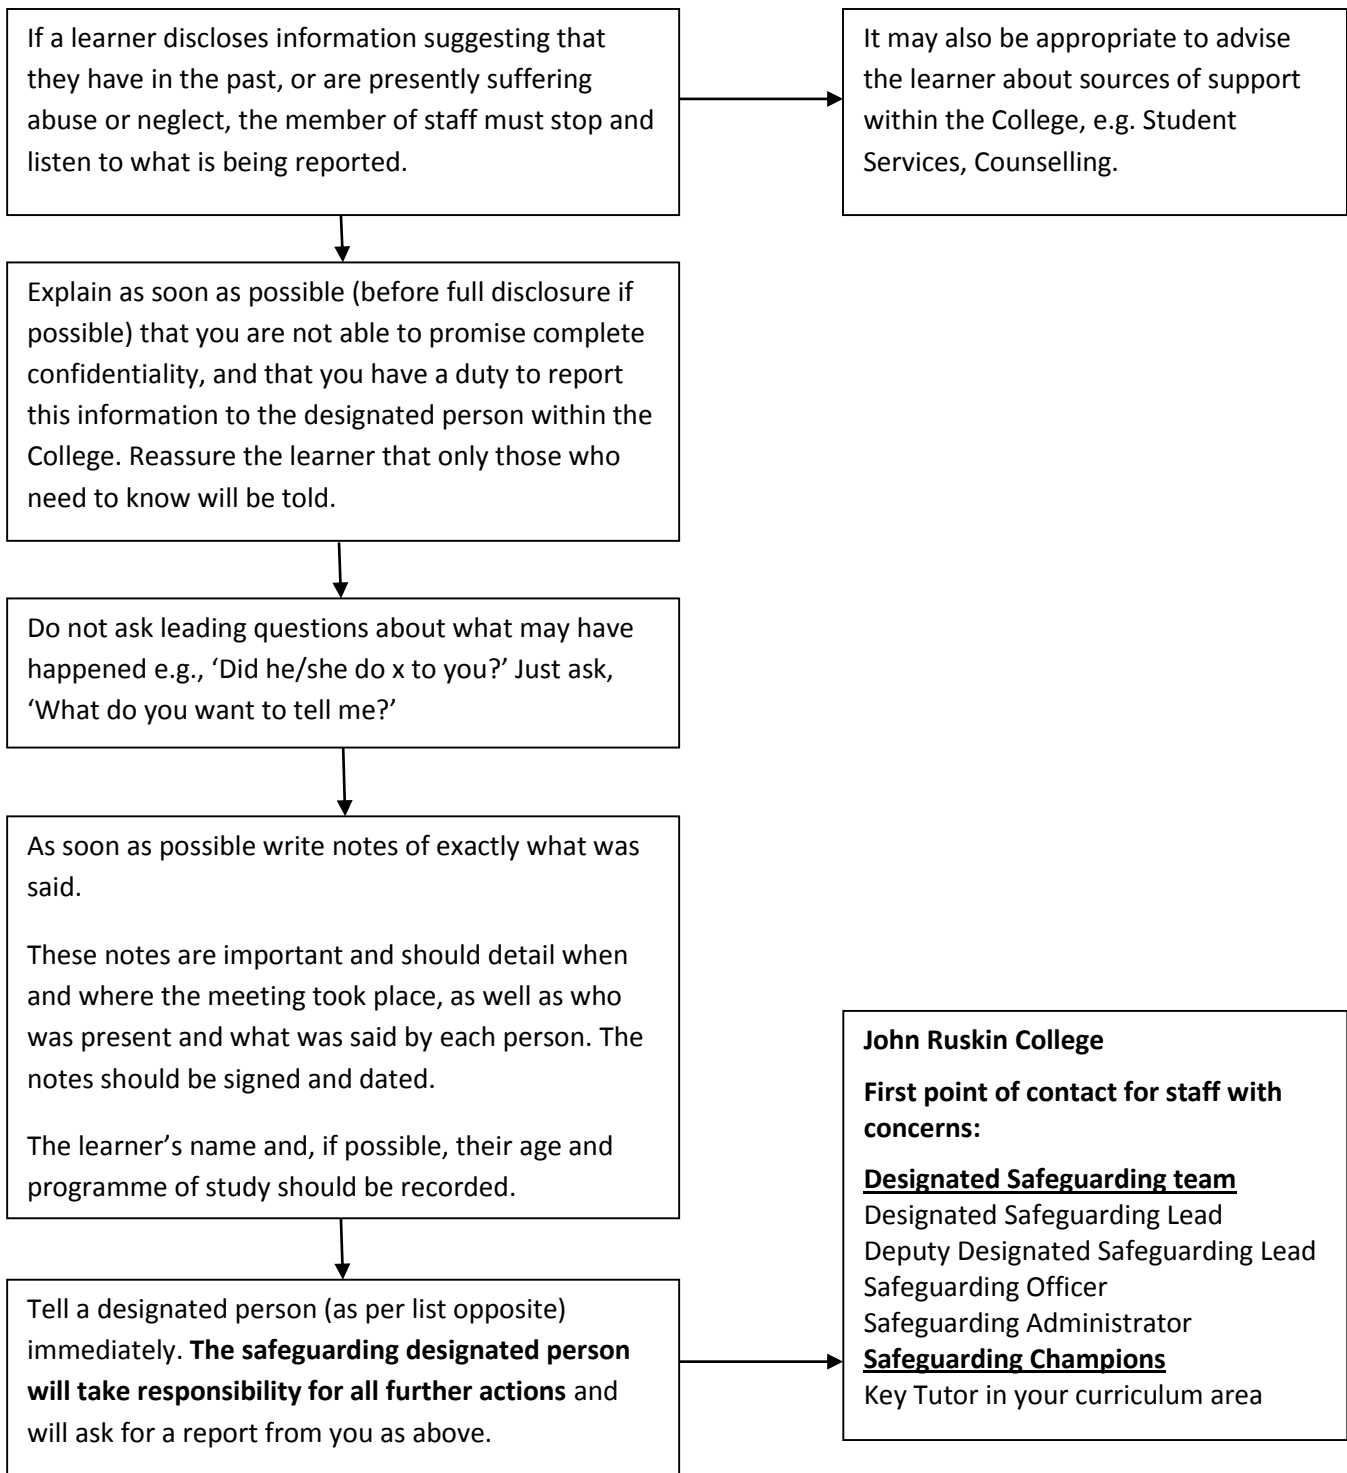 If a learner discloses information suggesting that
they have in the past, or are presently suffering
abuse or neglect, the member of staff must stop and
listen to what is being reported.
It may also be appropriate to advise
the learner about sources of support
within the College, e.g. Student
Services, Counselling.
Explain as soon as possible (before full disclosure if
possible) that you are not able to promise complete
confidentiality, and that you have a duty to report
this information to the designated person within the
College. Reassure the learner that only those who
need to know will be told.
Do not ask leading questions about what may have
happened e.g., ‘Did he/she do x to you?’ Just ask,
‘What do you want to tell me?’
As soon as possible write notes of exactly what was
said.
These notes are important and should detail when
and where the meeting took place, as well as who
was present and what was said by each person. The
notes should be signed and dated.
The learner’s name and, if possible, their age and
programme of study should be recorded.
Tell a designated person (as per list opposite)
immediately. The safeguarding designated person
will take responsibility for all further actions and
will ask for a report from you as above.
John Ruskin College
First point of contact for staff with
concerns:
Designated Safeguarding team
Designated Safeguarding Lead
Deputy Designated Safeguarding Lead
Safeguarding Officer
Safeguarding Administrator
Safeguarding Champions
Key Tutor in your curriculum area